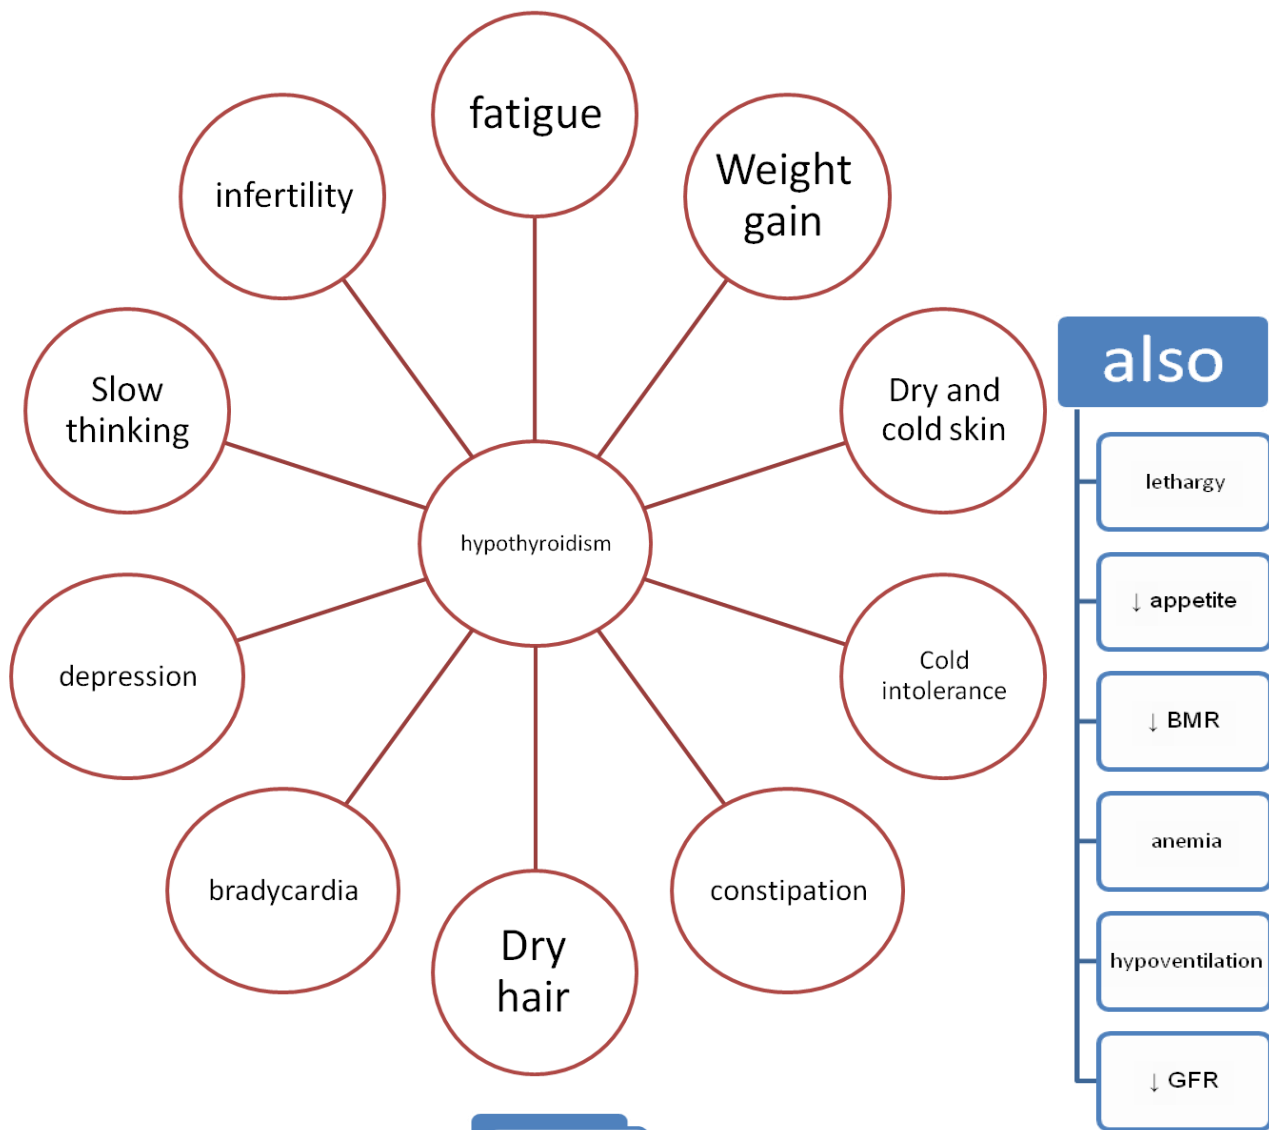 fatigue
Weight
gain
infertility
Dry and
cold skin
Slow
thinking
hypothyroidism
Cold
intolerance
depression
constipation
bradycardia
Dry
hair
also
lethargy
↓ appetite
↓ BMR
anemia
hypoventilation
↓ GFR